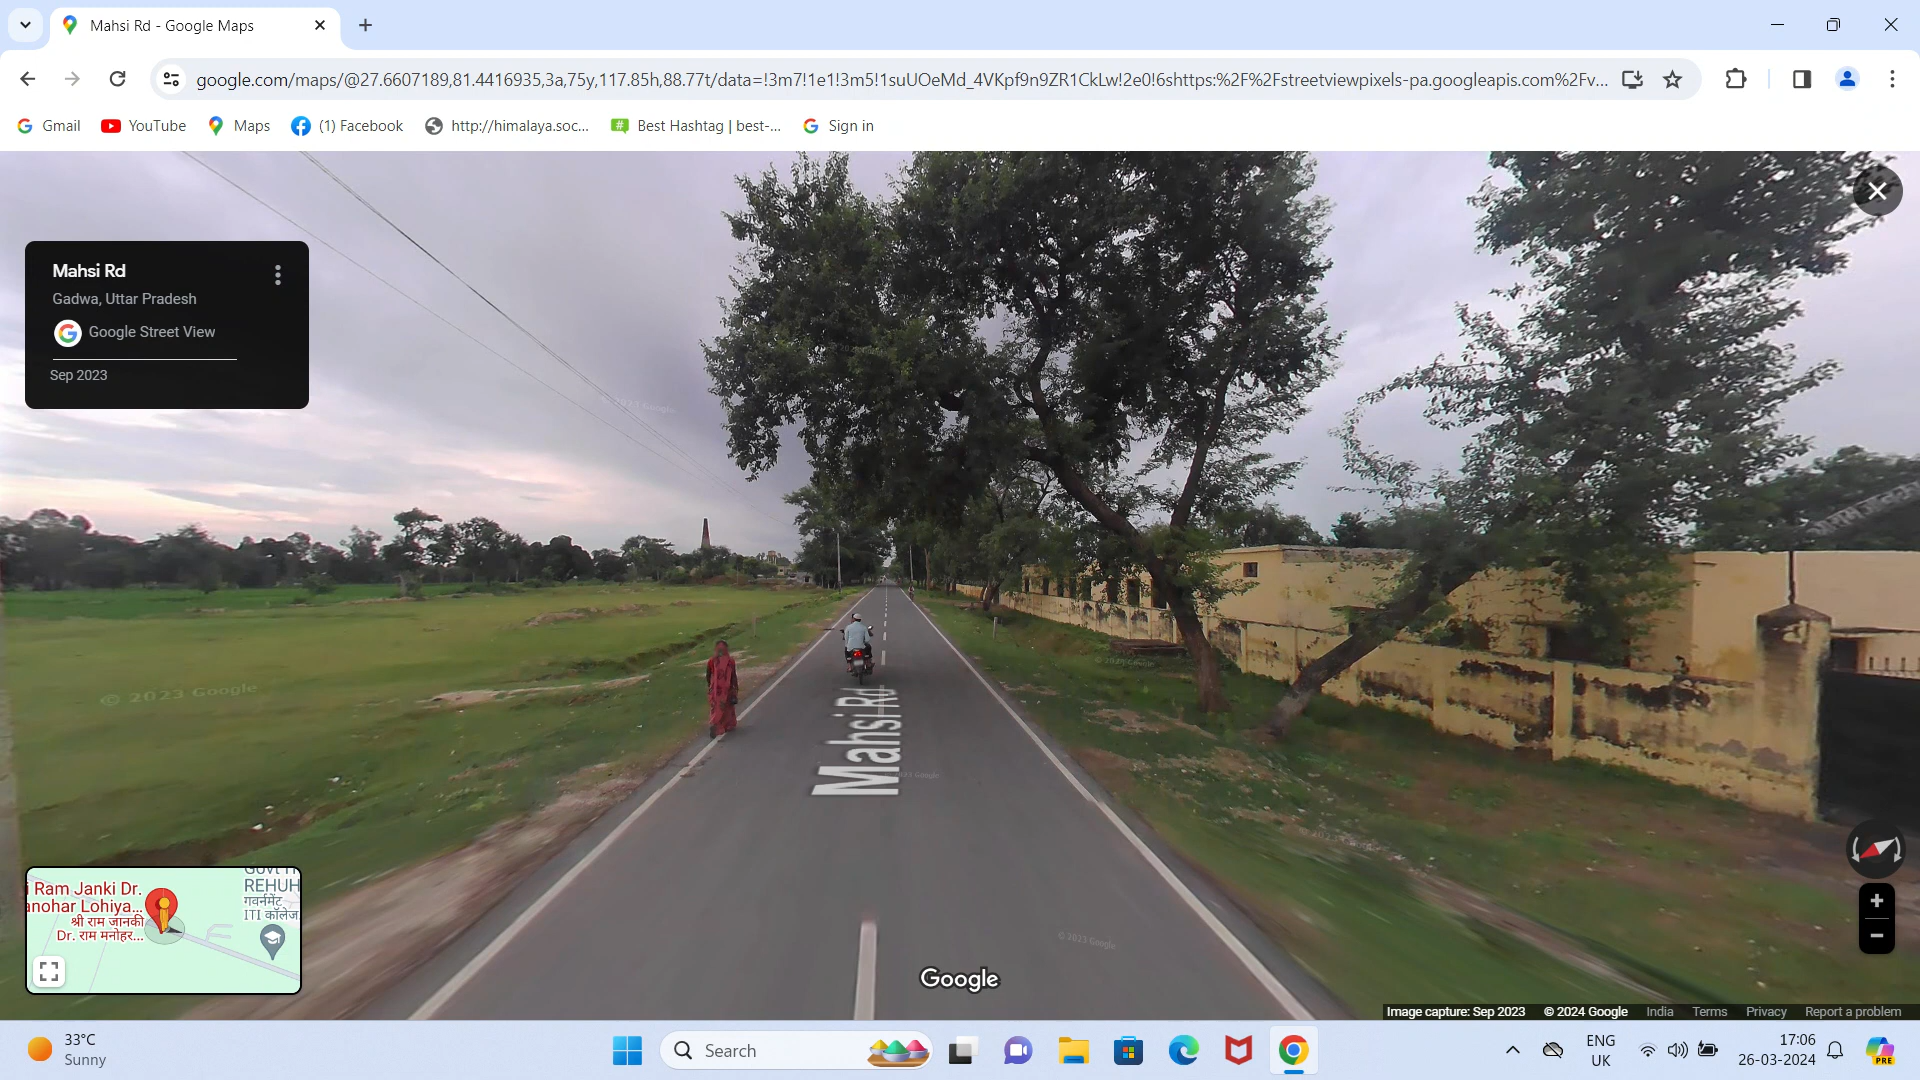 Mahsi Rd - Google Maps
google.com/maps/@27.6607189,81.4416935,3a,75y,117.85h,88.77t/data=!3m7!1e1!3m5!1suUOeMd_4VKpf9n9ZR1CkLw!2e0!6shttps:%2F%2Fstreetviewpixels-pa.googleapis.com%2Fv...
Gmail YouTube Maps (1) Facebook http://himalaya.soc... Best Hashtag | best-... Sign in
Mahsi Rd
Gadwa, Uttar Pradesh
Google Street View
Sep 2023
© 2023 Google
Mahsi Rd
i Ram Janki Dr.
anohar Lohiya...
श्री राम जानकी
Dr. राम मनोहर...
REHUH
गवर्नमेंट
ITI कॉलेज
Google
© 2023 Google
Image capture: Sep 2023 © 2024 Google India Terms Privacy Report a problem
33°C
Sunny
Search
ENG
UK
17:06
26-03-2024
PRE